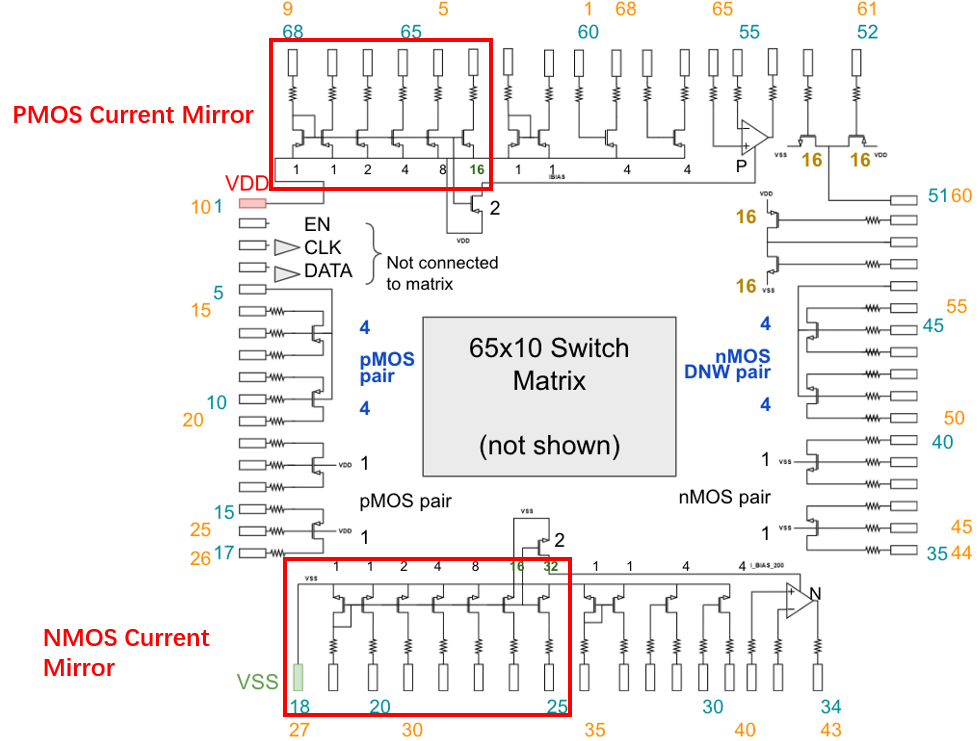 9 5 1 68 65 61
68 65 60 55 52
PMOS Current Mirror
P
VSS 16 16 VDD
1 1 2 4 8 16 1 1 4 4
IBIAS
VDD
10 1
2
VDD
51 60
EN
CLK
DATA
Not connected
to matrix
VDD
16
16
VSS
5
15
4
pMOS
pair
4
10
20
65x10 Switch
Matrix
(not shown)
4
nMOS
DNW pair
4
55
45
50
40
VDD 1
pMOS pair
VDD 1
15
25
26 17
1 VSS
nMOS pair
1 VSS
45
35 44
VSS
2
1 1 2 4 8 16 32 1 1 4 4 I_BIAS_200
VSS
N
NMOS Current
Mirror
VSS
18 20 25 30 34
27 30 35 40 43